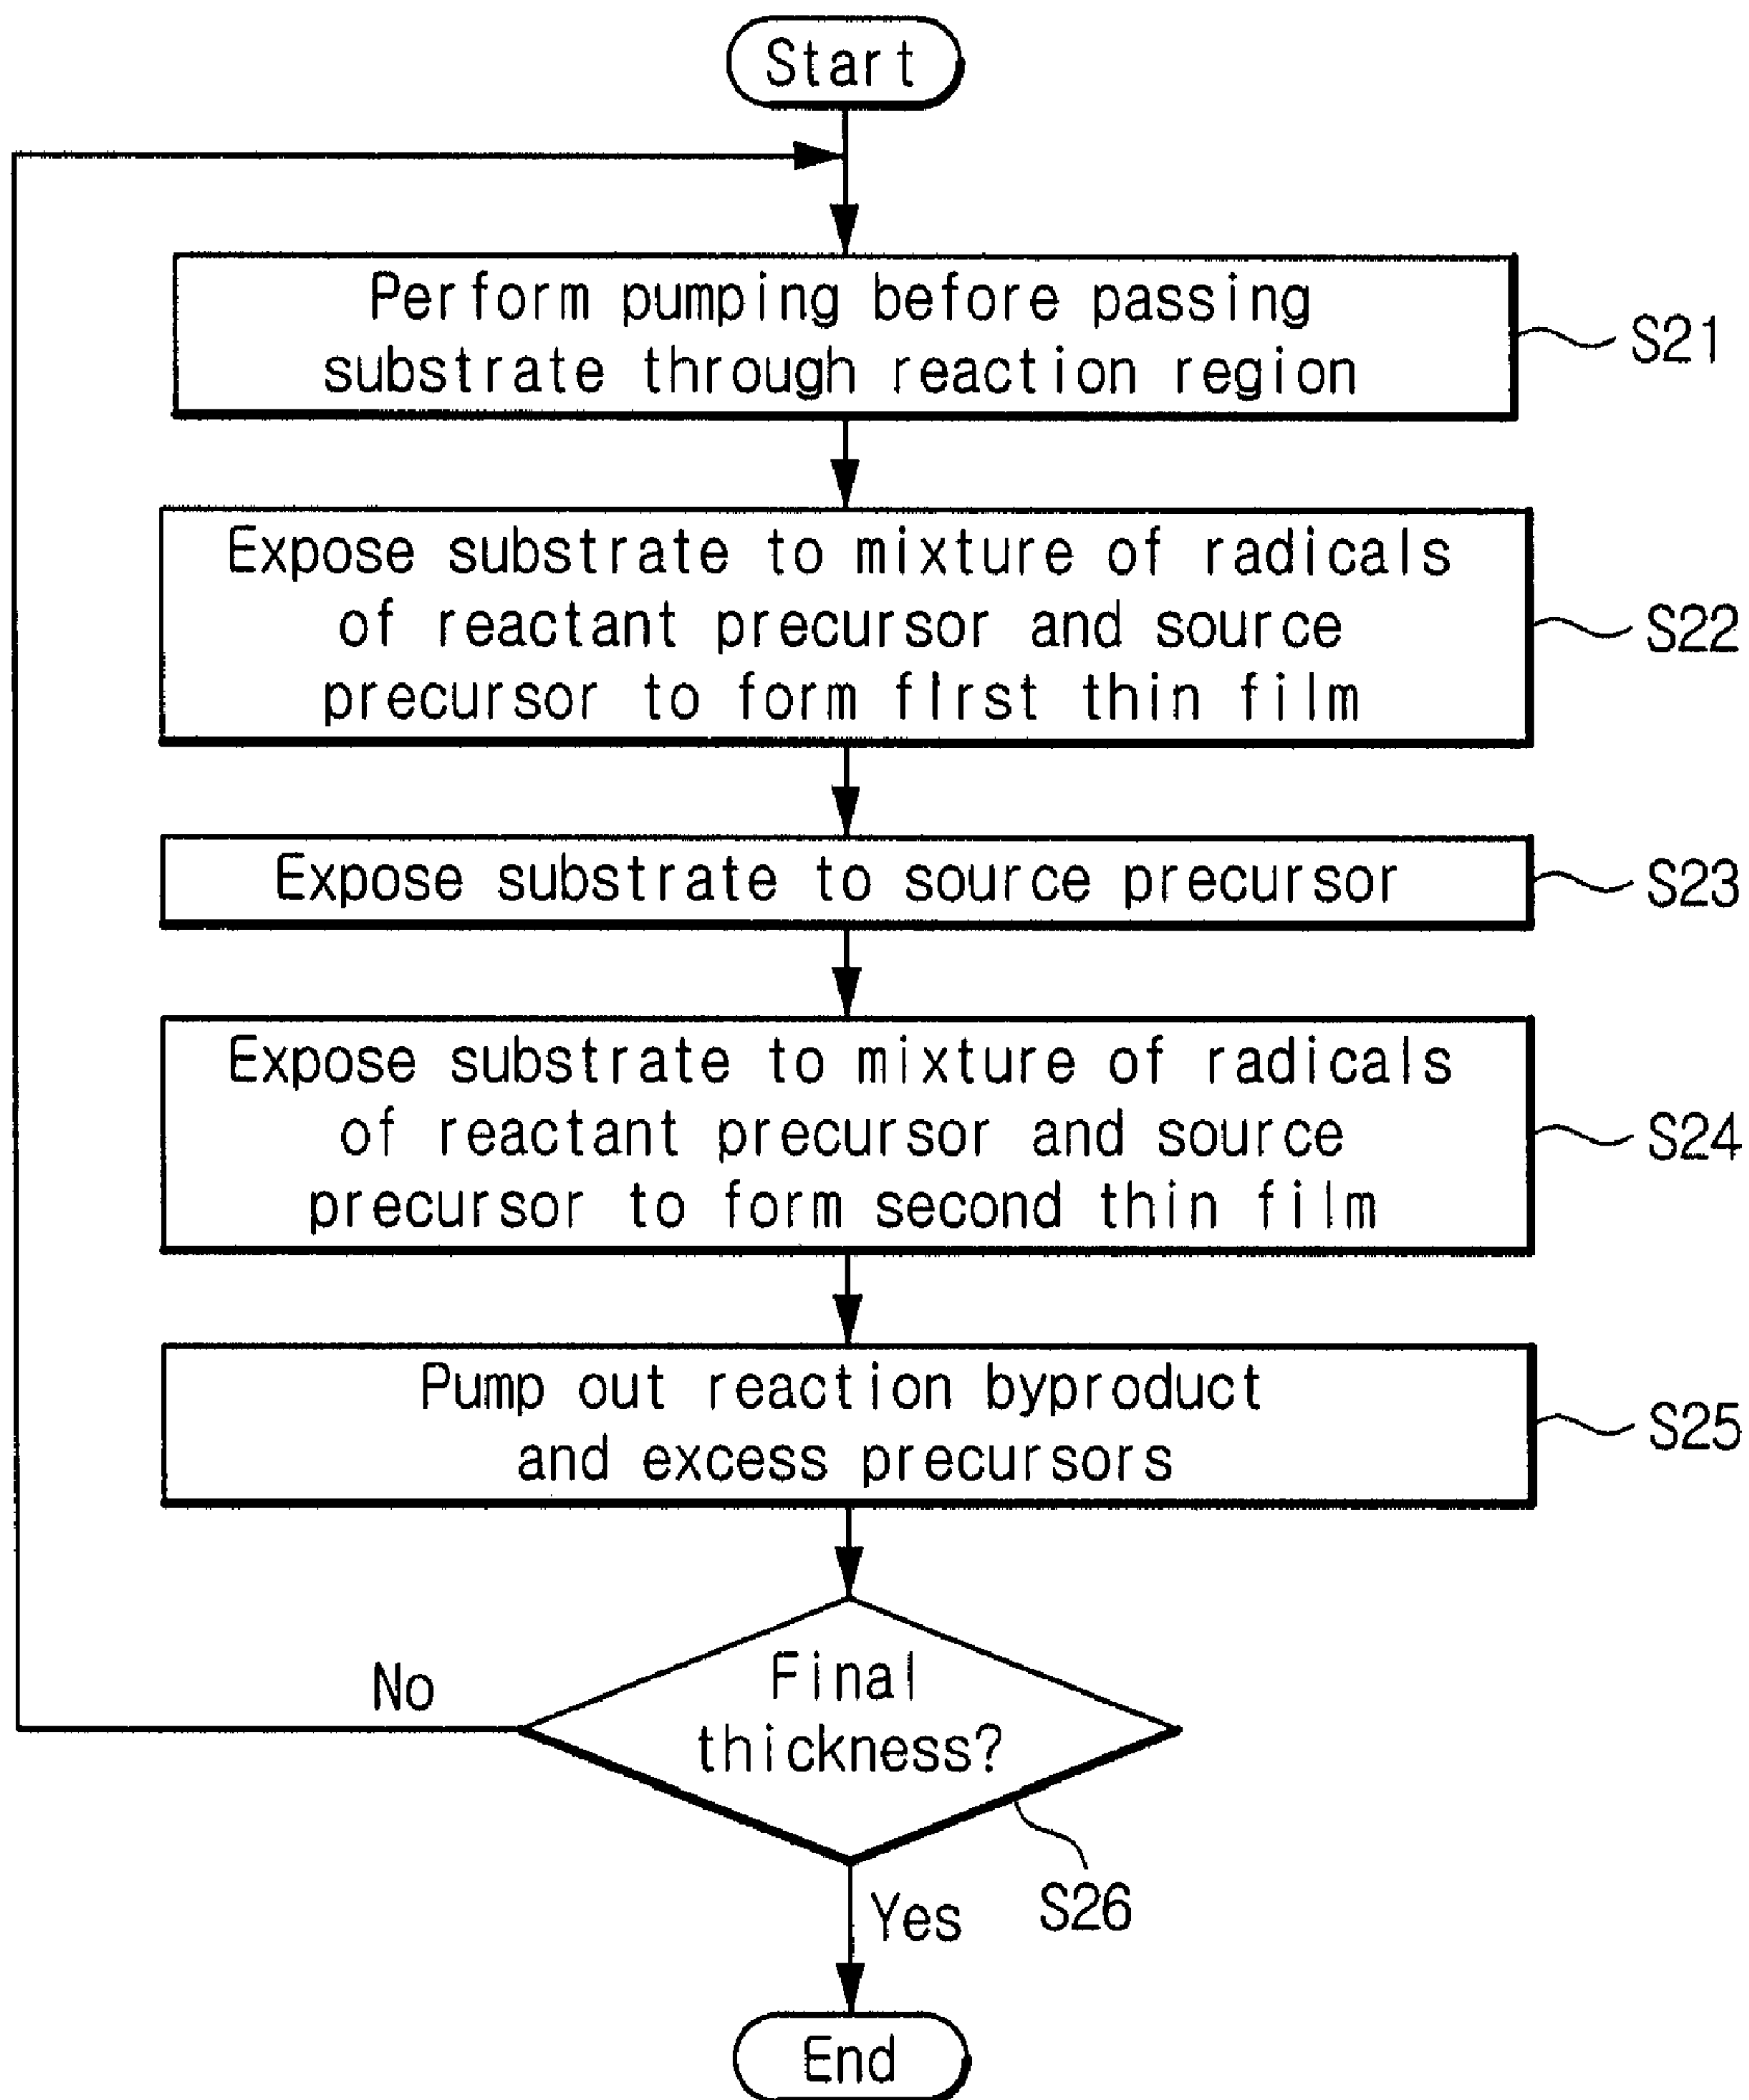 Start
Perform pumping before passing
substrate through reaction region
S21
Expose substrate to mixture of radicals
of reactant precursor and source
precursor to form first thin film
S22
Expose substrate to source precursor
S23
Expose substrate to mixture of radicals
of reactant precursor and source
precursor to form second thin film
S24
Pump out reaction byproduct
and excess precursors
S25
Final
thickness?
No
S26
Yes
End